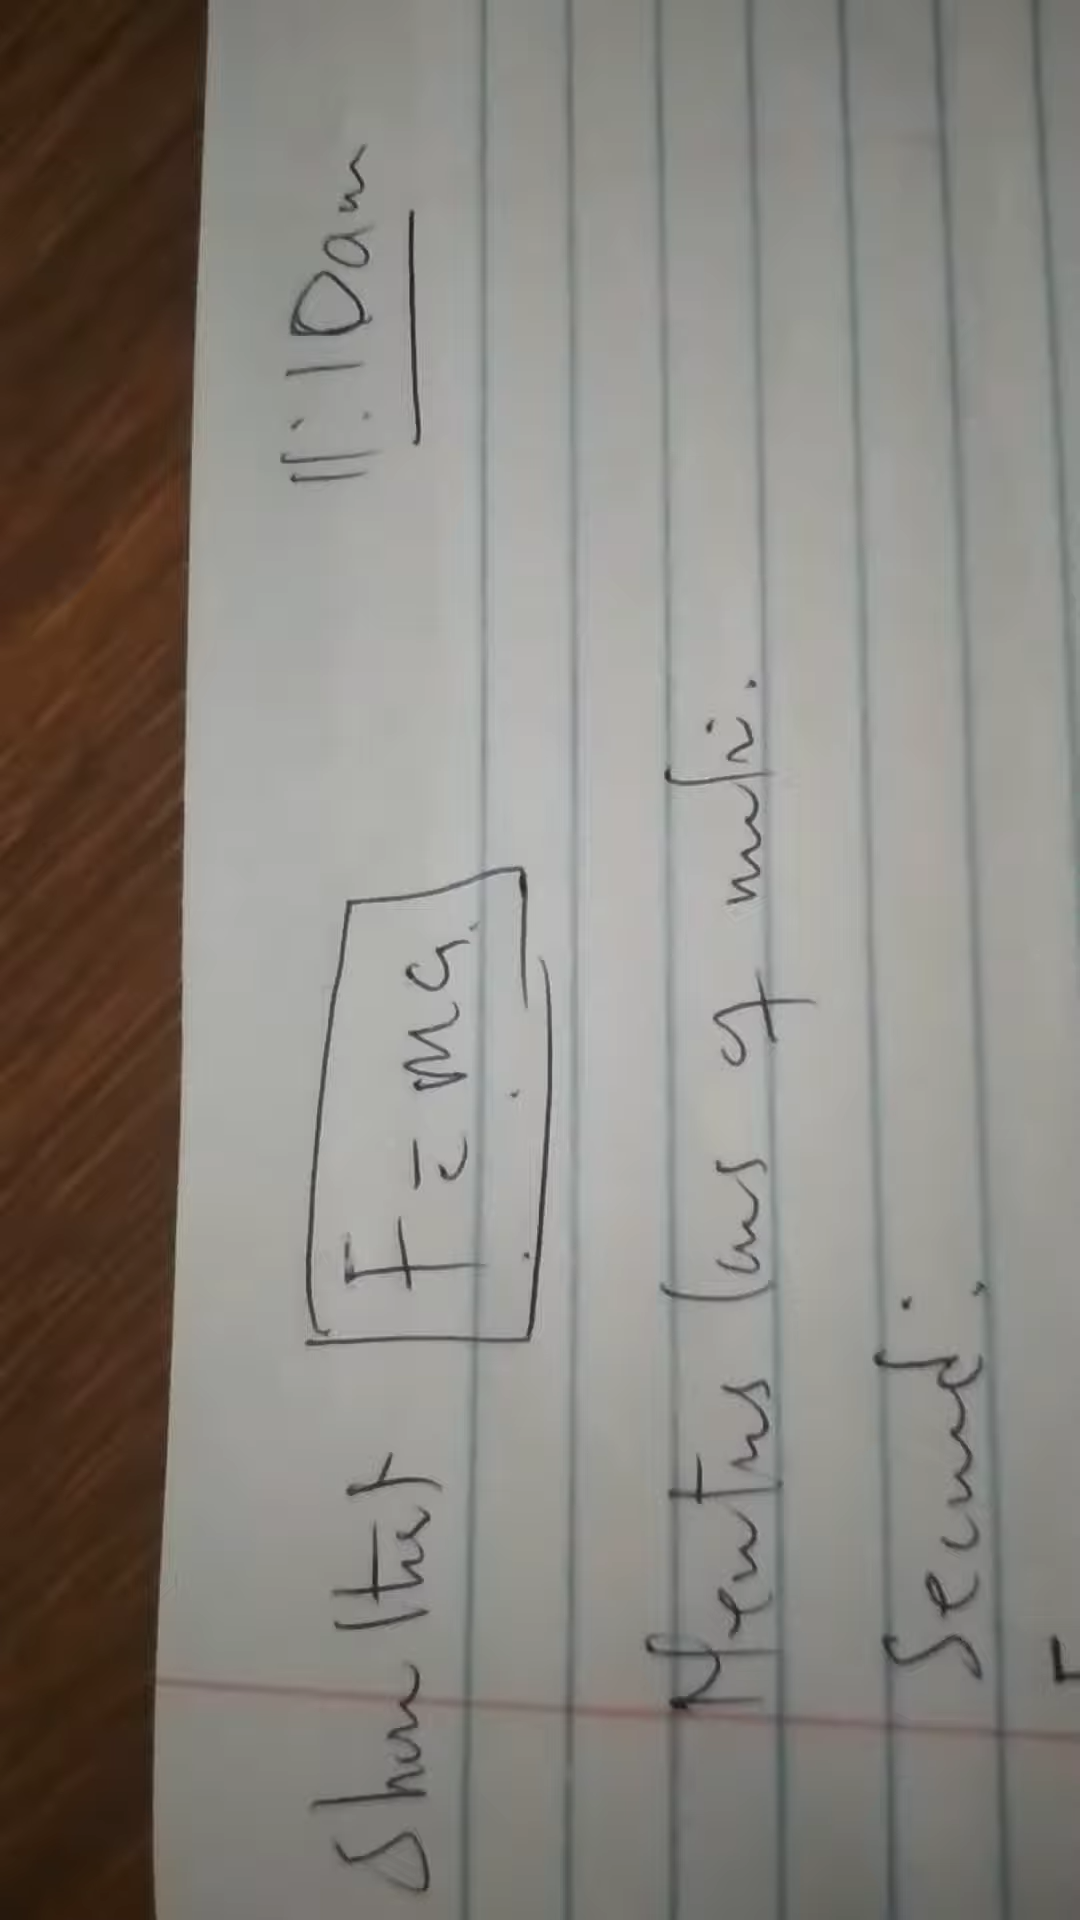 Show that F = ma. 11:10am
Newtons laws of motion.
Second: